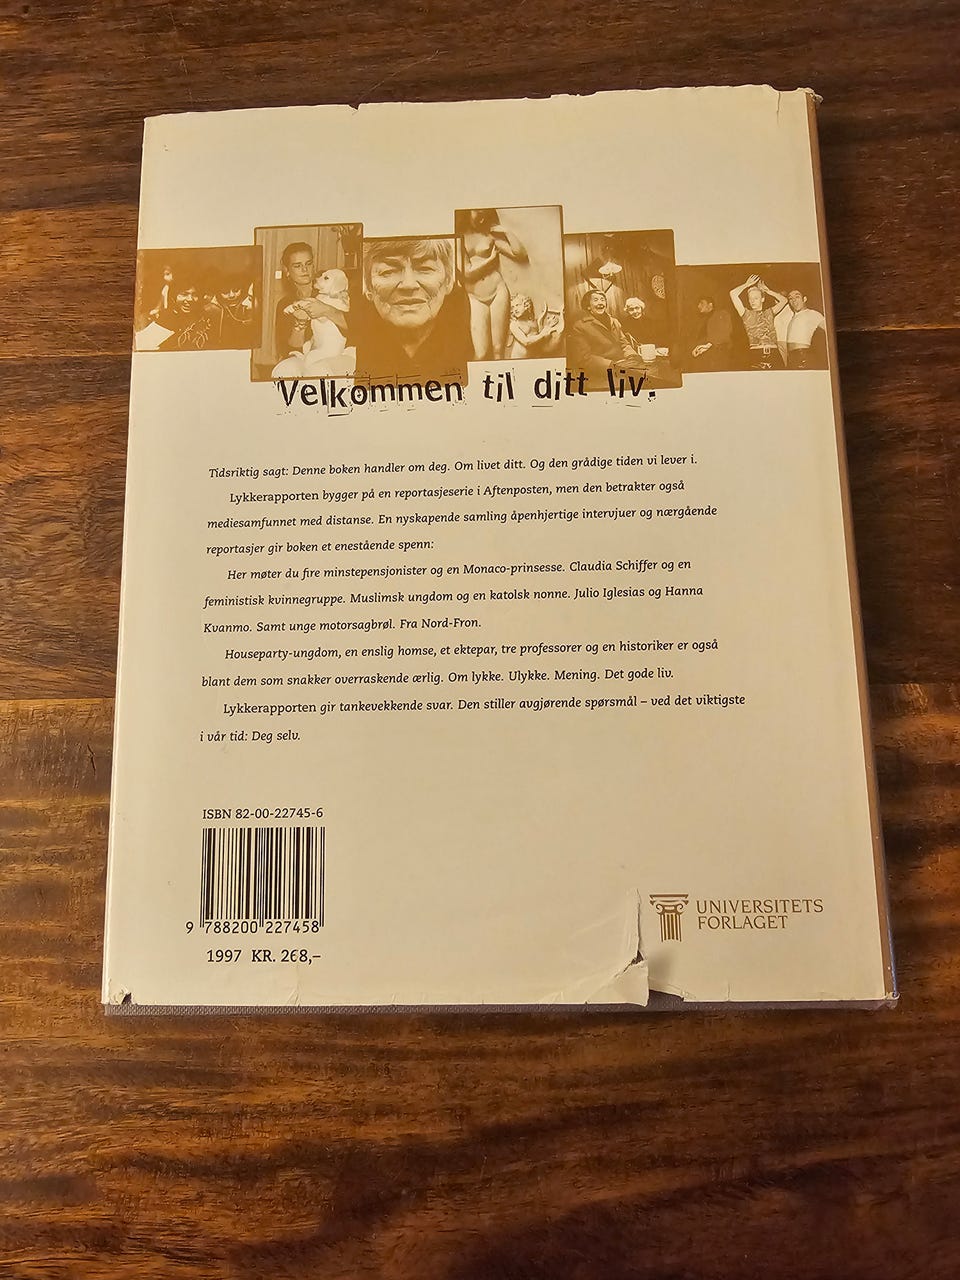 Velkommen til ditt liv.
Tidsriktig sagt: Denne boken handler om deg. Om livet ditt. Og den grådige tiden vi lever i.
Lykkerapporten bygger på en reportasjeserie i Aftenposten, men den betrakter også
mediesamfunnet med distanse. En nyskapende samling åpenhjertige intervjuer og nærgående
reportasjer gir boken et enestående spenn:
Her møter du fire minstepensjonister og en Monaco-prinsesse. Claudia Schiffer og en
feministisk kvinnegruppe. Muslimsk ungdom og en katolsk nonne. Julio Iglesias og Hanna
Kvanmo. Samt unge motorsagbrøl. Fra Nord-Fron.
Houseparty-ungdom, en enslig homse, et ektepar, tre professorer og en historiker er også
blant dem som snakker overraskende ærlig. Om lykke. Ulykke. Mening. Det gode liv.
Lykkerapporten gir tankevekkende svar. Den stiller avgjørende spørsmål – ved det viktigste
i vår tid: Deg selv.
ISBN 82-00-22745-6
9 788200 227458
1997 KR. 268,–
UNIVERSITETS
FORLAGET